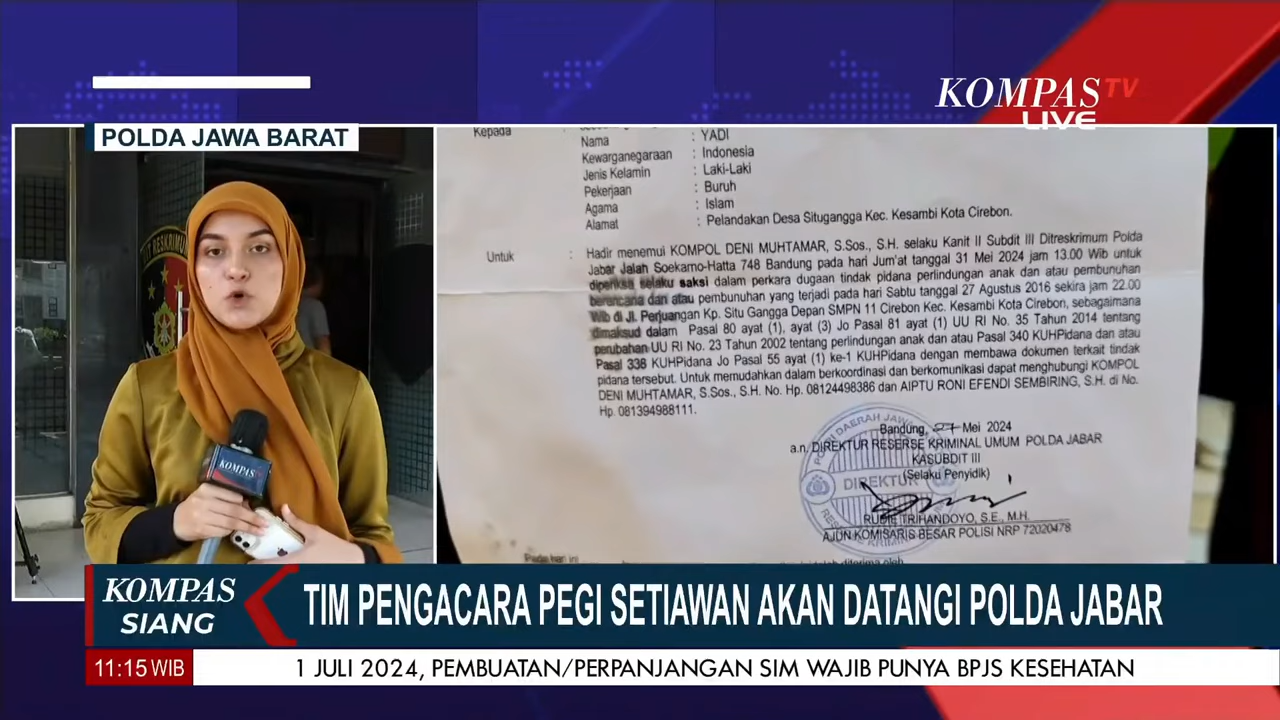 KOMPAS TV
LIVE
POLDA JAWA BARAT
Kepada
Nama : YADI
Kewarganegaraan : Indonesia
Jenis Kelamin : Laki-Laki
Pekerjaan : Buruh
Agama : Islam
Alamat : Pelandakan Desa Situgangga Kec. Kesambi Kota Cirebon.
Untuk : Hadir menemui KOMPOL DENI MUHTAMAR, S.Sos., S.H. selaku Kanit II Subdit III Ditreskrimum Polda
Jabar Jalan Soekarno-Hatta 748 Bandung pada hari Jum'at tanggal 31 Mei 2024 jam 13.00 Wib untuk
diperiksa selaku saksi dalam perkara dugaan tindak pidana perlindungan anak dan atau pembunuhan
berencana dan atau pembunuhan yang terjadi pada hari Sabtu tanggal 27 Agustus 2016 sekira jam 22.00
Wib di Jl. Perjuangan Kp. Situ Gangga Depan SMPN 11 Cirebon Kec. Kesambi Kota Cirebon, sebagaimana
dimaksud dalam Pasal 80 ayat (1), ayat (3) Jo Pasal 81 ayat (1) UU RI No. 35 Tahun 2014 tentang
perubahan UU RI No. 23 Tahun 2002 tentang perlindungan anak dan atau Pasal 340 KUHPidana dan atau
Pasal 338 KUHPidana Jo Pasal 55 ayat (1) ke-1 KUHPidana dengan membawa dokumen terkait tindak
pidana tersebut. Untuk memudahkan dalam berkoordinasi dan berkomunikasi dapat menghubungi KOMPOL
DENI MUHTAMAR, S.Sos., S.H. No. Hp. 08124498386 dan AIPTU RONI EFENDI SEMBIRING, S.H. di No.
Hp. 081394988111.
Bandung, 27 Mei 2024
a.n. DIREKTUR RESERSE KRIMINAL UMUM POLDA JABAR
KASUBDIT III
(Selaku Penyidik)
DIREKTUR
RUDIE TRIHANDOYO, S.E., M.H.
AJUN KOMISARIS BESAR POLISI NRP 72020478
Pada hari ini
KOMPAS TV
KOMPAS
SIANG
TIM PENGACARA PEGI SETIAWAN AKAN DATANGI POLDA JABAR
11:15 WIB
1 JULI 2024, PEMBUATAN/PERPANJANGAN SIM WAJIB PUNYA BPJS KESEHATAN